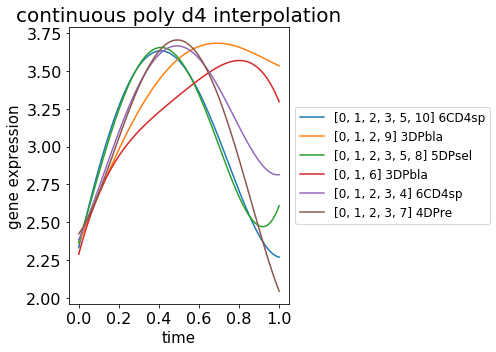 continuous poly d4 interpolation
gene expression
3.75
3.50
3.25
3.00
2.75
2.50
2.25
2.00
0.0 0.2 0.4 0.6 0.8 1.0
time
[0, 1, 2, 3, 5, 10] 6CD4sp
[0, 1, 2, 9] 3DPbla
[0, 1, 2, 3, 5, 8] 5DPsel
[0, 1, 6] 3DPbla
[0, 1, 2, 3, 4] 6CD4sp
[0, 1, 2, 3, 7] 4DPre